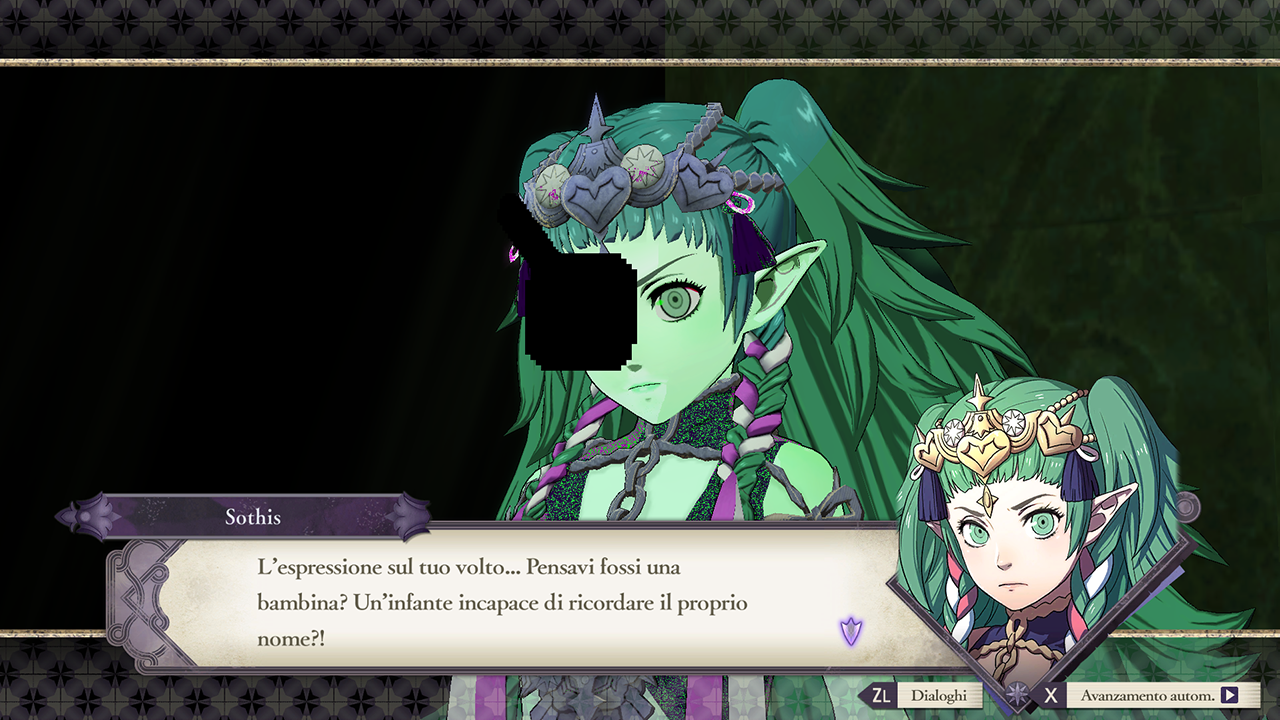 Sothis
L'espressione sul tuo volto... Pensavi fossi una
bambina? Un'infante incapace di ricordare il proprio
nome?!
ZL Dialoghi X Avanzamento autom.